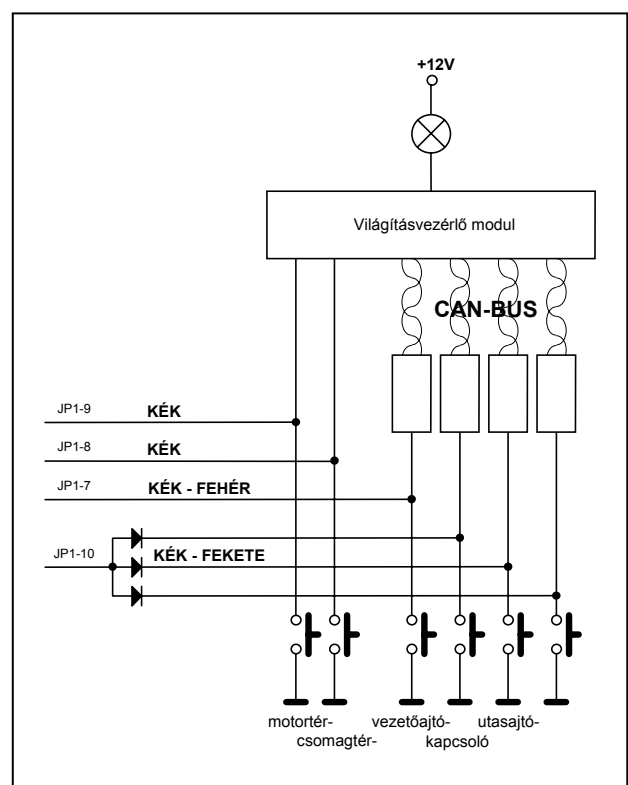 +12V
Világításvezérlő modul
CAN-BUS
JP1-9 KÉK
JP1-8 KÉK
JP1-7 KÉK - FEHÉR
JP1-10 KÉK - FEKETE
motortér- vezetőajtó- utasajtó-
csomagtér- kapcsoló